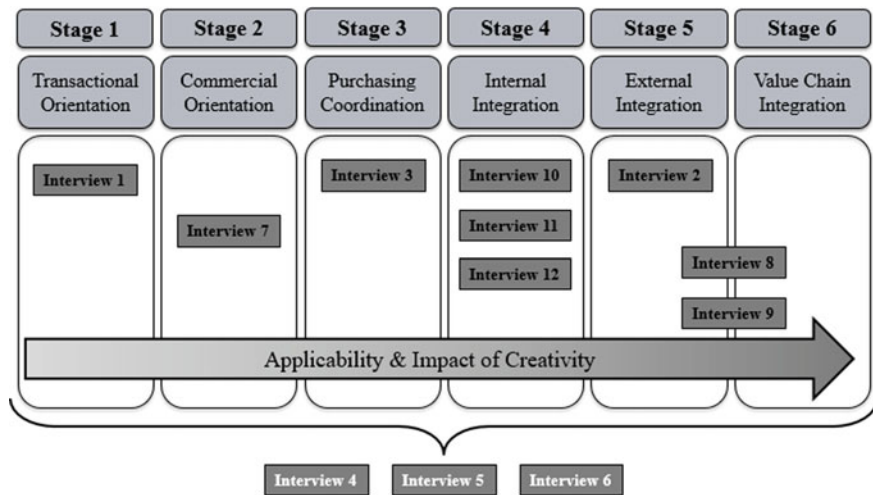 Stage 1
Stage 2
Stage 3
Stage 4
Stage 5
Stage 6
Transactional
Orientation
Commercial
Orientation
Purchasing
Coordination
Internal
Integration
External
Integration
Value Chain
Integration
Interview 1
Interview 7
Interview 3
Interview 10
Interview 11
Interview 12
Interview 2
Interview 8
Interview 9
Applicability & Impact of Creativity
Interview 4
Interview 5
Interview 6